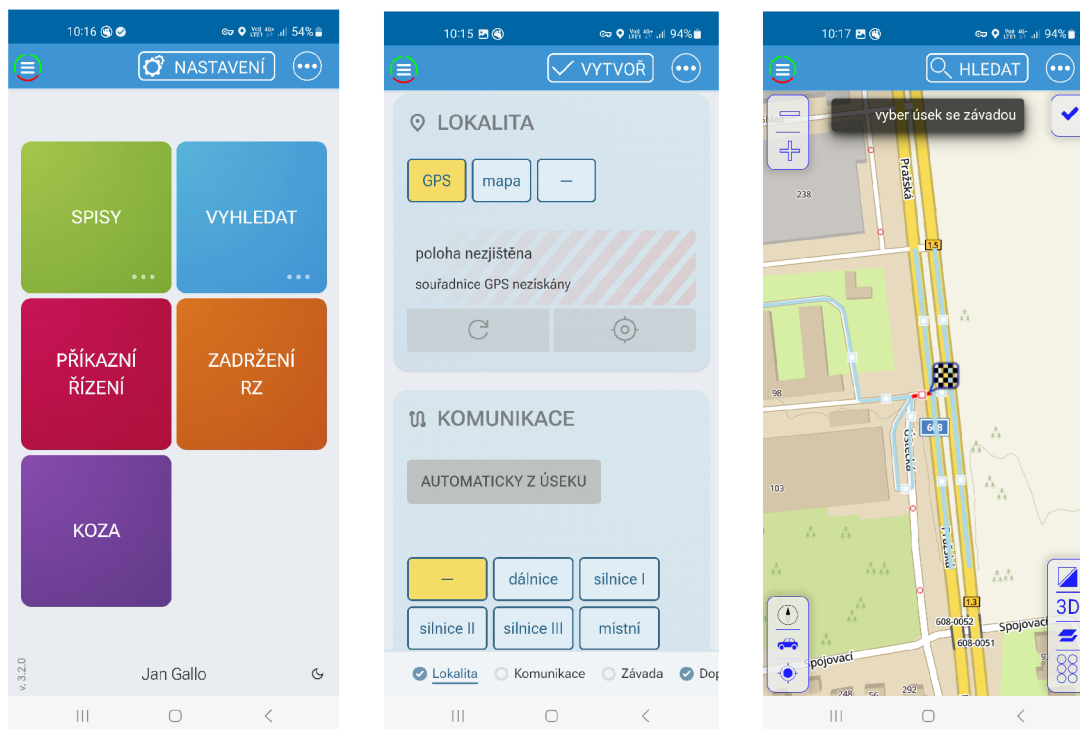 10:16
54%
NASTAVENÍ
SPISY
VYHLEDAT
PŘÍKAZNÍ
ŘÍZENÍ
ZADRŽENÍ
RZ
KOZA
v. 3.2.0
Jan Gallo
10:15
94%
VYTVOŘ
LOKALITA
GPS
mapa
—
poloha nezjištěna
souřadnice GPS nezískány
KOMUNIKACE
AUTOMATICKY Z ÚSEKU
—
dálnice
silnice I
silnice II
silnice III
místní
Lokalita
Komunikace
Závada
Dop
10:17
94%
HLEDAT
vyber úsek se závadou
Pražská
238
1.5
98
608
Ústecká
103
Pražská
1.3
3D
608-0052
Spojovací
608-0051
Spojovací
248
56
292